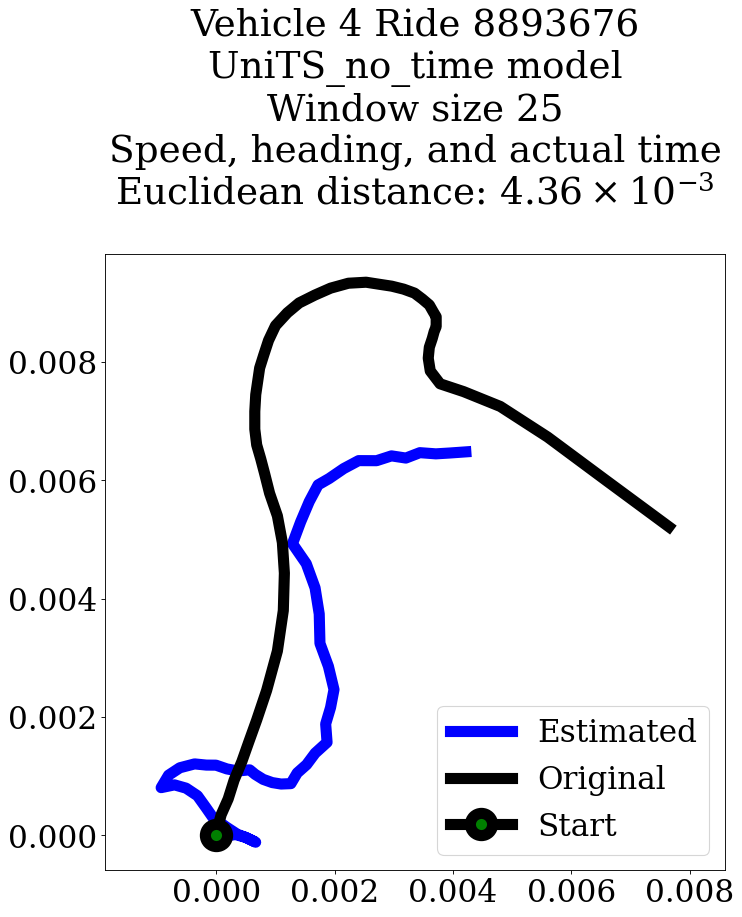 Vehicle 4 Ride 8893676
UniTS_no_time model
Window size 25
Speed, heading, and actual time
Euclidean distance: 4.36 × 10⁻³
0.008
0.006
0.004
0.002
0.000
Estimated
Original
Start
0.000 0.002 0.004 0.006 0.008